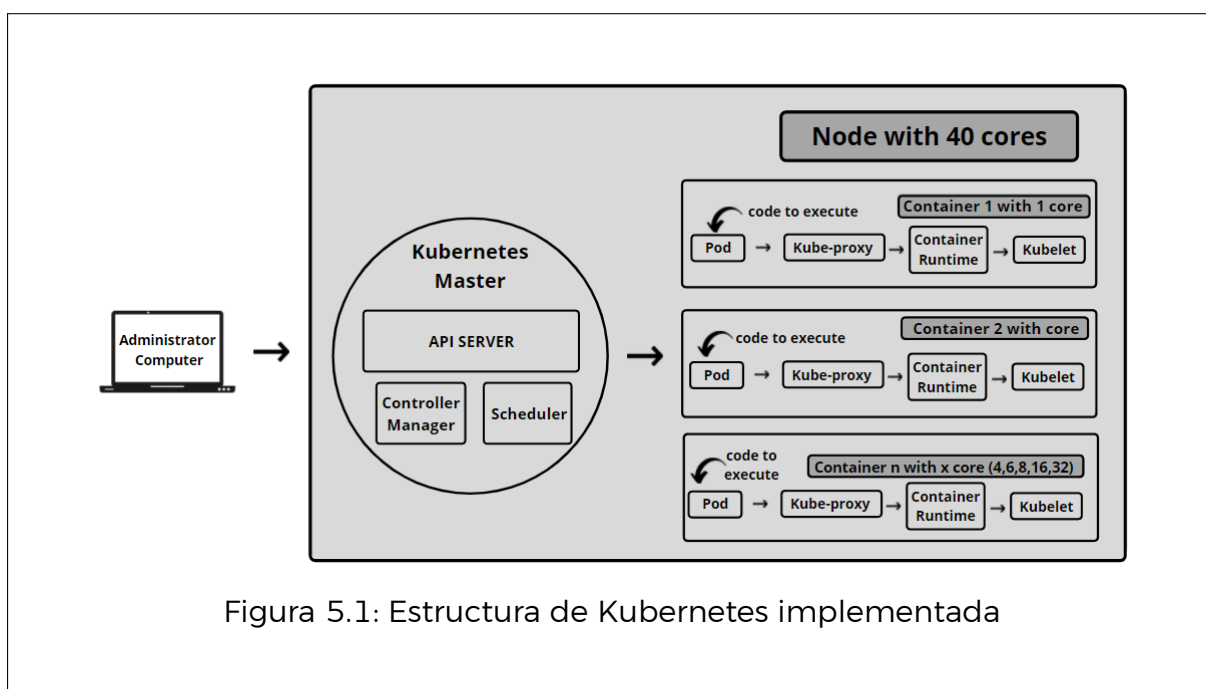 Node with 40 cores
Administrator
Computer
Kubernetes
Master
API SERVER
Controller
Manager
Scheduler
code to execute
Container 1 with 1 core
Pod
Kube-proxy
Container
Runtime
Kubelet
code to execute
Container 2 with core
Pod
Kube-proxy
Container
Runtime
Kubelet
code to
execute
Container n with x core (4,6,8,16,32)
Pod
Kube-proxy
Container
Runtime
Kubelet
Figura 5.1: Estructura de Kubernetes implementada